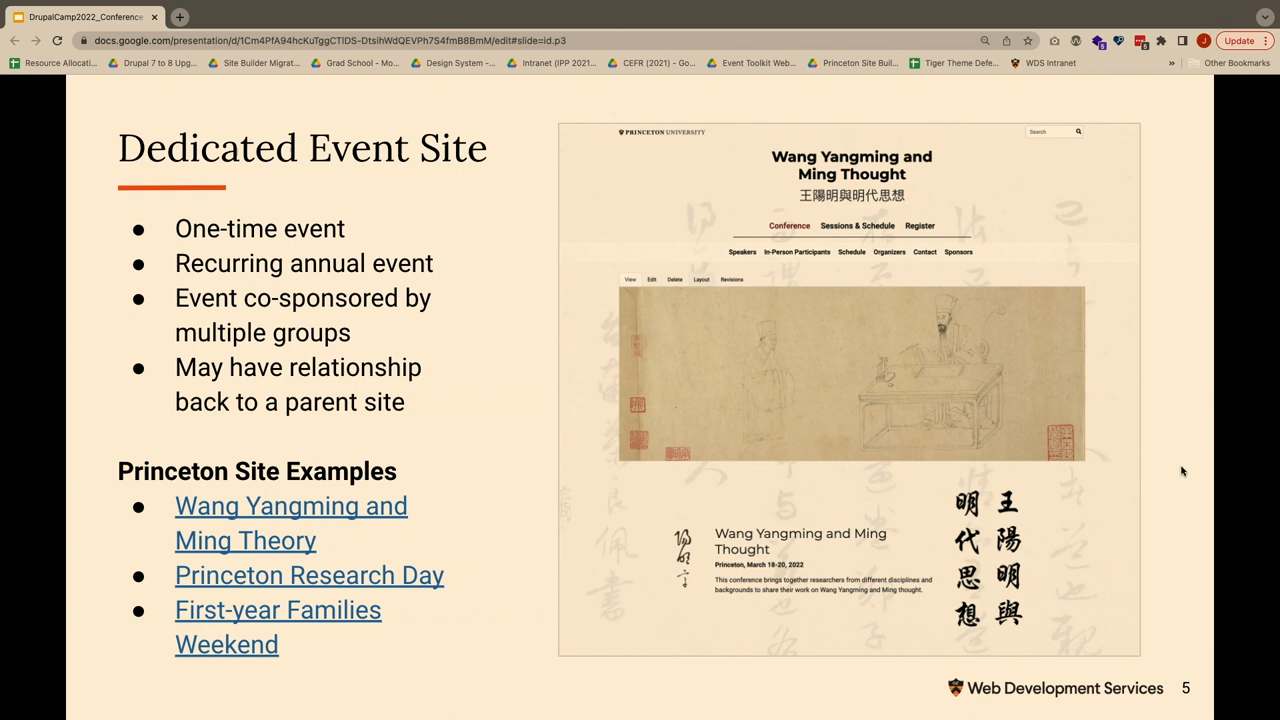 DrupalCamp2022_Conference
docs.google.com/presentation/d/1Cm4PfA94hcKuTggCTlDS-DtsihWdQEVPh7S4fmB8BmM/edit#slide=id.p3
Update
Resource Allocati...
Drupal 7 to 8 Upg...
Site Builder Migrat...
Grad School - Mo...
Design System -...
Intranet (IPP 2021...
CEFR (2021) - Go...
Event Toolkit Web...
Princeton Site Buil...
Tiger Theme Defe...
WDS Intranet
»
Other Bookmarks
Dedicated Event Site
● One-time event
● Recurring annual event
● Event co-sponsored by
multiple groups
● May have relationship
back to a parent site
Princeton Site Examples
● Wang Yangming and
Ming Theory
● Princeton Research Day
● First-year Families
Weekend
PRINCETON UNIVERSITY
Search
Wang Yangming and
Ming Thought
王陽明與明代思想
Conference Sessions & Schedule Register
Speakers In-Person Participants Schedule Organizers Contact Sponsors
View Edit Delete Layout Revisions
王陽明與
明代思想
Wang Yangming and Ming
Thought
Princeton, March 18-20, 2022
This conference brings together researchers from different disciplines and
backgrounds to share their work on Wang Yangming and Ming thought.
Web Development Services 5